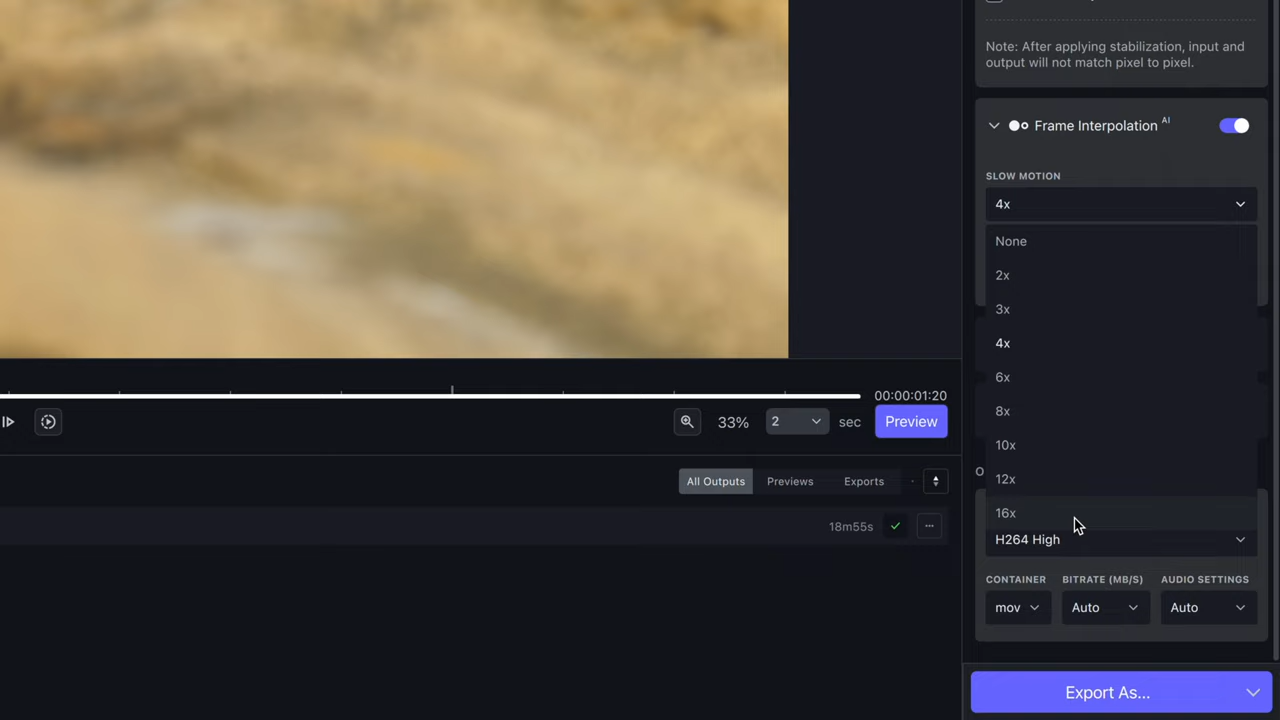 Note: After applying stabilization, input and
output will not match pixel to pixel.
Frame Interpolation AI
SLOW MOTION
4x
None
2x
3x
4x
6x
8x
10x
12x
16x
00:00:01:20
33%
2
sec
Preview
All Outputs
Previews
Exports
18m55s
H264 High
CONTAINER
BITRATE (MB/S)
AUDIO SETTINGS
mov
Auto
Auto
Export As...